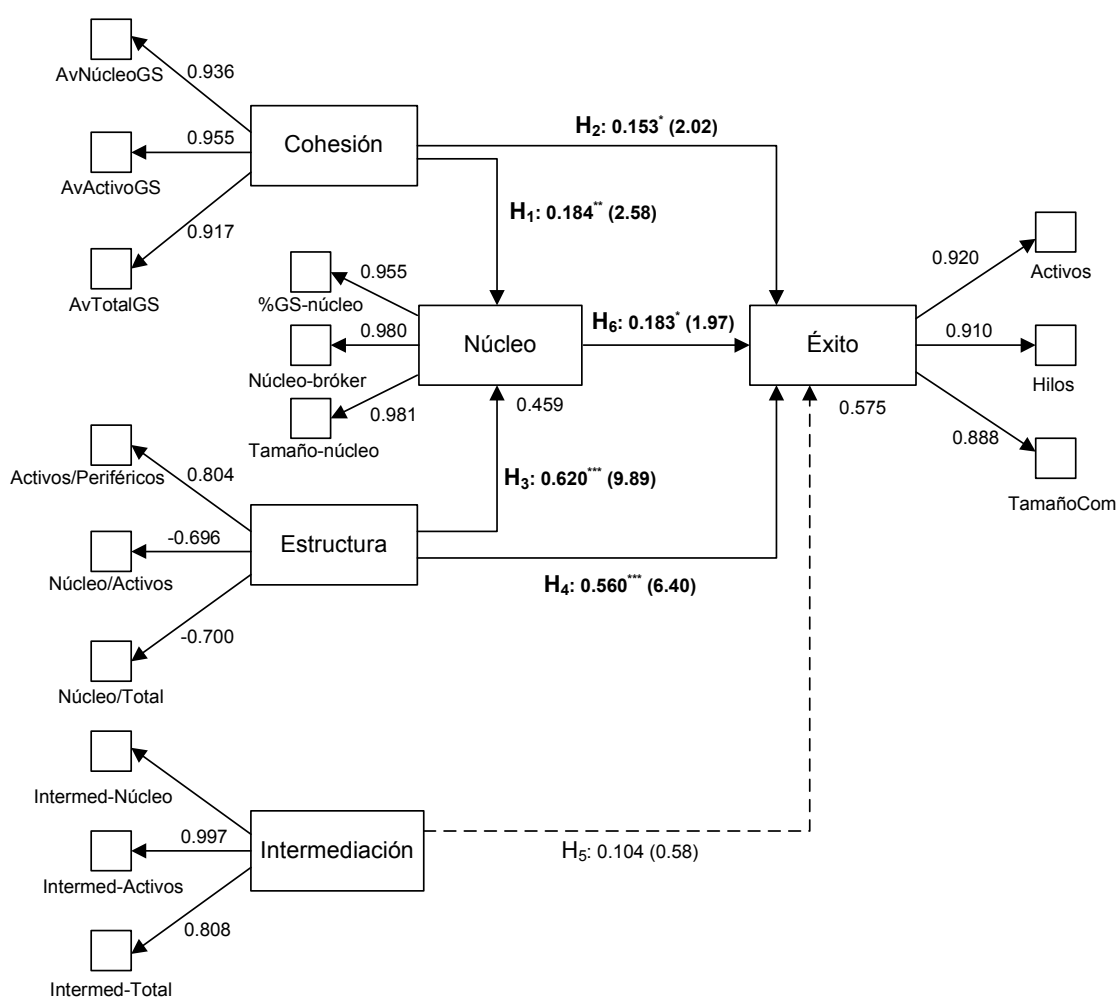 AvNúcleoGS
0.936
0.955
AvActivoGS
0.917
AvTotalGS
Cohesión
H2: 0.153* (2.02)
H1: 0.184** (2.58)
0.955
%GS-núcleo
0.980
Núcleo-bróker
0.981
Tamaño-núcleo
Núcleo
0.459
H6: 0.183* (1.97)
Éxito
0.575
0.920
Activos
0.910
Hilos
0.888
TamañoCom
Activos/Periféricos
0.804
-0.696
Núcleo/Activos
-0.700
Núcleo/Total
Estructura
H3: 0.620*** (9.89)
H4: 0.560*** (6.40)
Intermed-Núcleo
0.997
Intermed-Activos
0.808
Intermed-Total
Intermediación
H5: 0.104 (0.58)